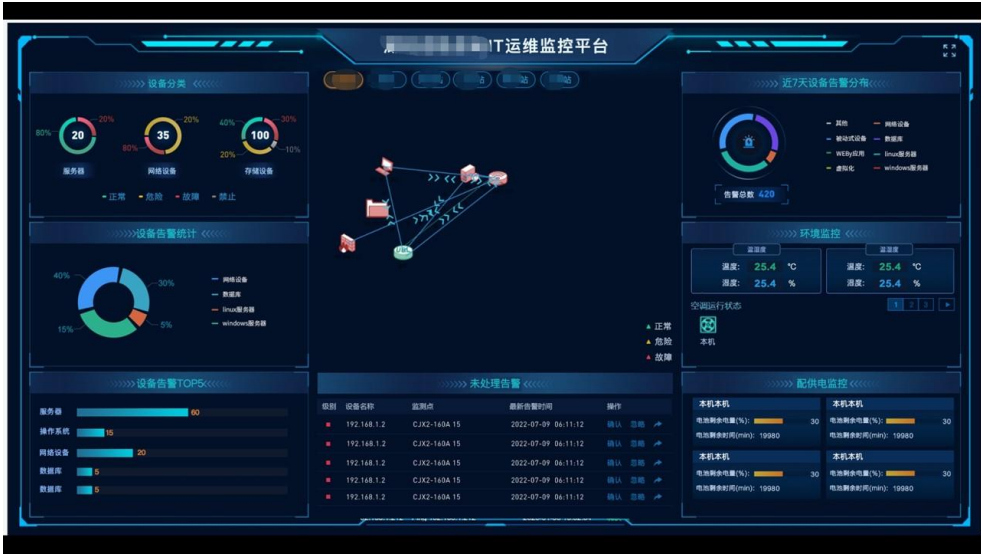 IT运维监控平台
设备分类
80%
20
20%
服务器
20%
35
80%
网络设备
40%
30%
100
20%
10%
存储设备
正常 危险 故障 禁止
设备告警统计
40%
30%
15%
5%
网络设备
数据库
linux服务器
windows服务器
设备告警TOP5
服务器 60
操作系统 15
网络设备 20
数据库 5
数据库 5
站
站
正常
危险
故障
未处理告警
级别 设备名称 监测点 最新告警时间 操作
192.168.1.2 CJX2-160A 15 2022-07-09 06:11:12 确认 忽略
192.168.1.2 CJX2-160A 15 2022-07-09 06:11:12 确认 忽略
192.168.1.2 CJX2-160A 15 2022-07-09 06:11:12 确认 忽略
192.168.1.2 CJX2-160A 15 2022-07-09 06:11:12 确认 忽略
192.168.1.2 CJX2-160A 15 2022-07-09 06:11:12 确认 忽略
近7天设备告警分布
其他 网络设备
被动式设备 数据库
WEBy应用 linux服务器
虚拟化 windows服务器
告警总数 420
环境监控
温湿度 温湿度
温度: 25.4 ℃ 温度: 25.4 ℃
湿度: 25.4 % 湿度: 25.4 %
空调运行状态
1 2 3
本机
配供电监控
本机本机 本机本机
电池剩余电量(%): 30 电池剩余电量(%): 30
电池剩余时间(min): 19980 电池剩余时间(min): 19980
本机本机 本机本机
电池剩余电量(%): 30 电池剩余电量(%): 30
电池剩余时间(min): 19980 电池剩余时间(min): 19980